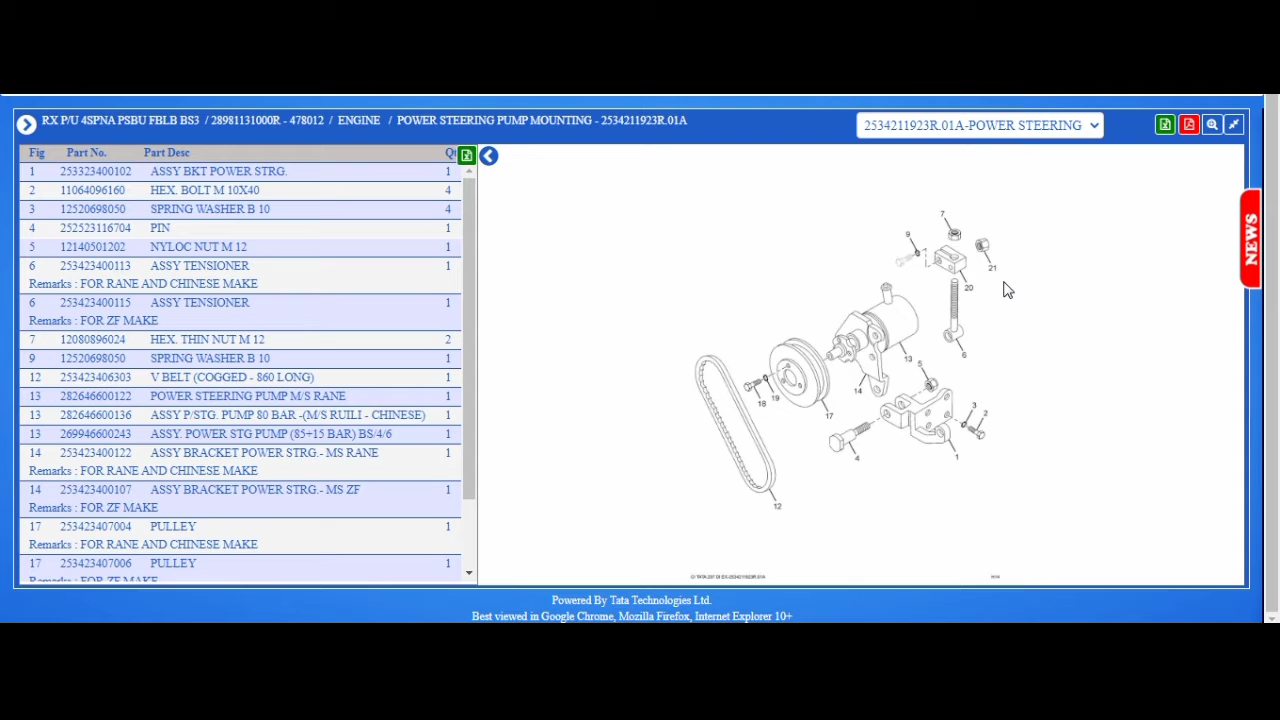 RX P/U 4SPNA PSBU FBLB BS3 / 28981131000R - 478012 / ENGINE / POWER STEERING PUMP MOUNTING - 2534211923R.01A
2534211923R.01A-POWER STEERING
Fig Part No. Part Desc Qt
1 253323400102 ASSY BKT POWER STRG. 1
2 11064096160 HEX. BOLT M 10X40 4
3 12520698050 SPRING WASHER B 10 4
4 252523116704 PIN 1
5 12140501202 NYLOC NUT M 12 1
6 253423400113 ASSY TENSIONER 1
Remarks : FOR RANE AND CHINESE MAKE
6 253423400115 ASSY TENSIONER 1
Remarks : FOR ZF MAKE
7 12080896024 HEX. THIN NUT M 12 2
9 12520698050 SPRING WASHER B 10 1
12 253423406303 V BELT (COGGED - 860 LONG) 1
13 282646600122 POWER STEERING PUMP M/S RANE 1
13 282646600136 ASSY P/STG. PUMP 80 BAR -(M/S RUILI - CHINESE) 1
13 269946600243 ASSY. POWER STG PUMP (85+15 BAR) BS/4/6 1
14 253423400122 ASSY BRACKET POWER STRG.- MS RANE 1
Remarks : FOR RANE AND CHINESE MAKE
14 253423400107 ASSY BRACKET POWER STRG.- MS ZF 1
Remarks : FOR ZF MAKE
17 253423407004 PULLEY 1
Remarks : FOR RANE AND CHINESE MAKE
17 253423407006 PULLEY 1
Remarks : FOR ZF MAKE
7
9
21
20
6
13
5
14
19
18
17
3
2
4
1
12
NEWS
Powered By Tata Technologies Ltd.
Best viewed in Google Chrome, Mozilla Firefox, Internet Explorer 10+